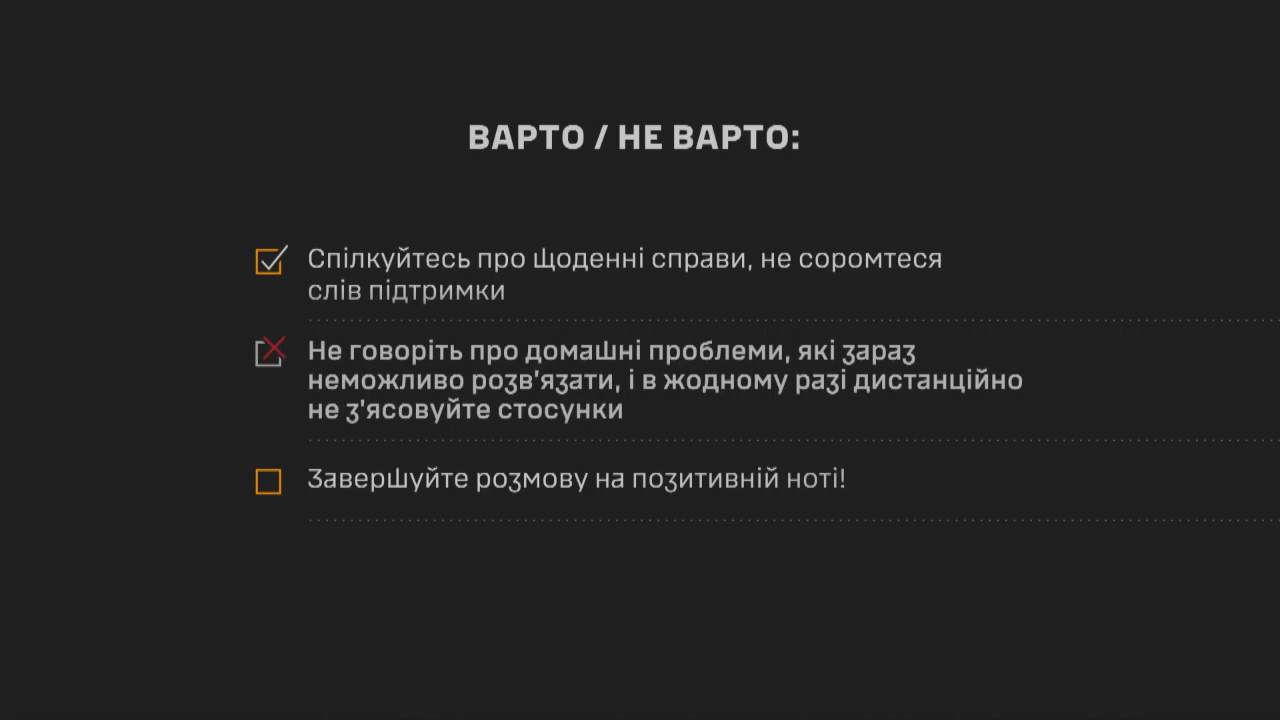 ВАРТО / НЕ ВАРТО:
Спілкуйтесь про щоденні справи, не соромтеся
слів підтримки
Не говоріть про домашні проблеми, які зараз
неможливо розв'язати, і в жодному разі дистанційно
не з'ясовуйте стосунки
Завершуйте розмову на позитивній ноті!